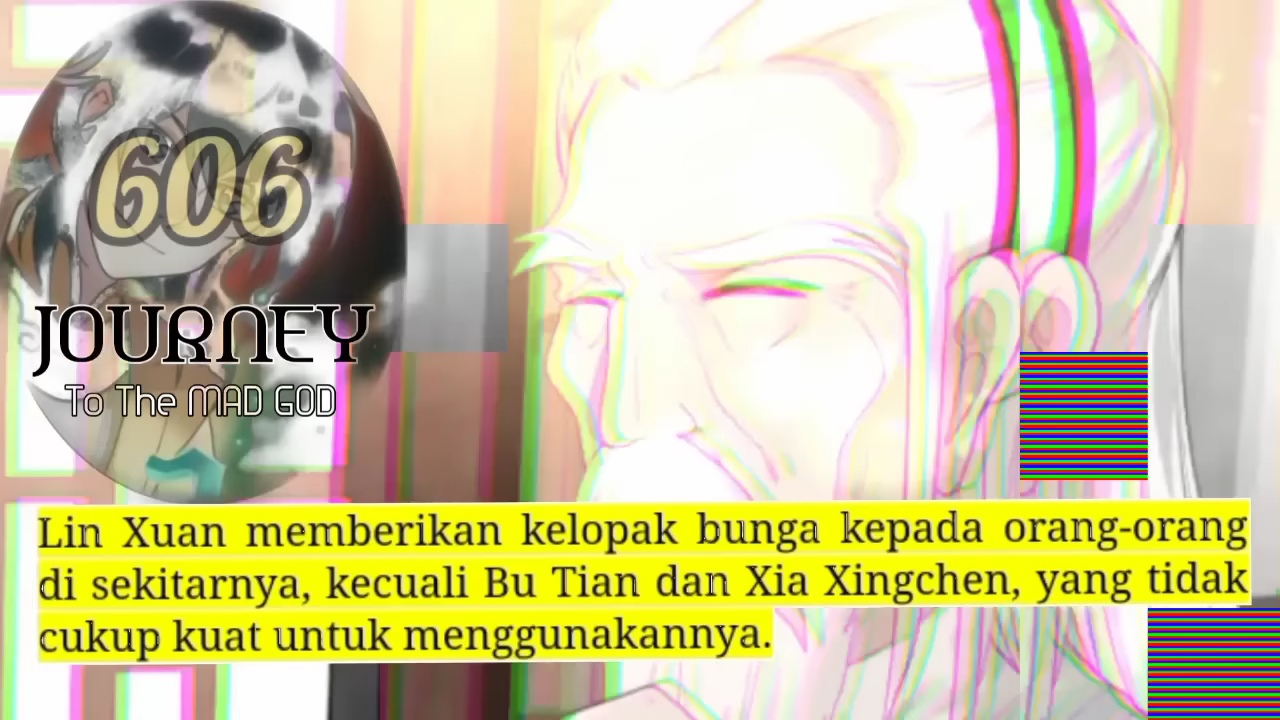 606
JOURNEY
To The MAD GOD
Lin Xuan memberikan kelopak bunga kepada orang-orang
di sekitarnya, kecuali Bu Tian dan Xia Xingchen, yang tidak
cukup kuat untuk menggunakannya.